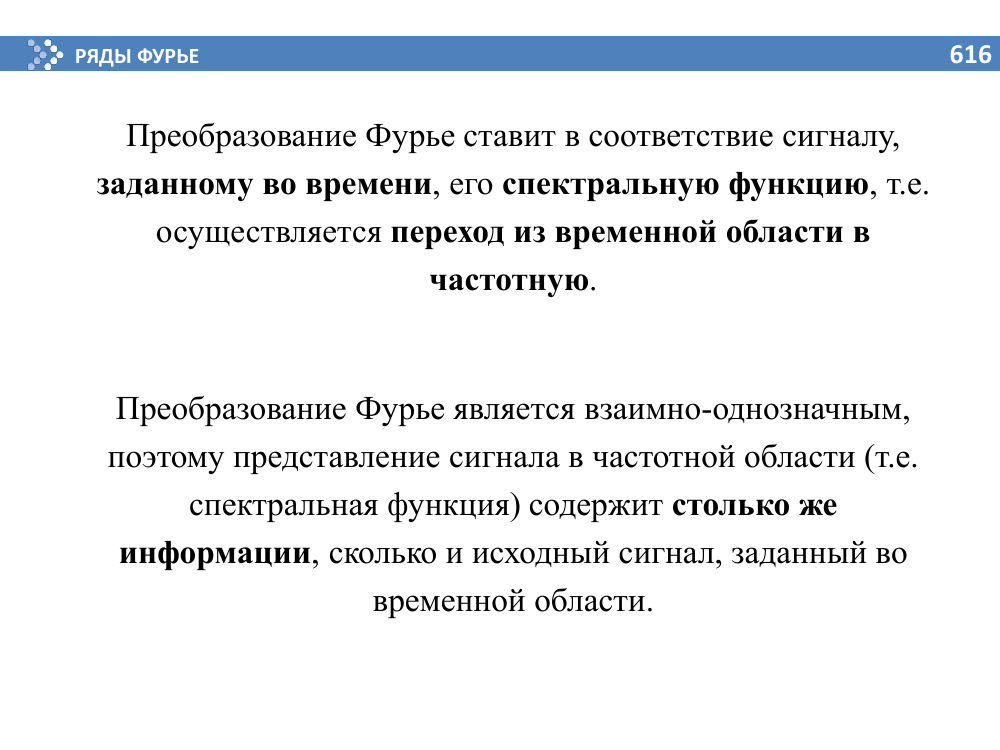 РЯДЫ ФУРЬЕ
616
Преобразование Фурье ставит в соответствие сигналу,
заданному во времени, его спектральную функцию, т.е.
осуществляется переход из временной области в
частотную.
Преобразование Фурье является взаимно-однозначным,
поэтому представление сигнала в частотной области (т.е.
спектральная функция) содержит столько же
информации, сколько и исходный сигнал, заданный во
временной области.